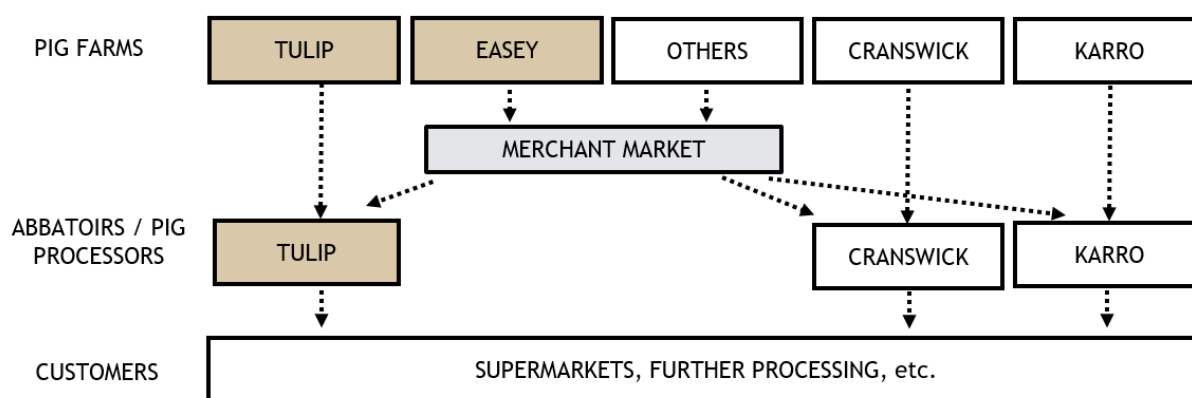 PIG FARMS
TULIP
EASEY
OTHERS
CRANSWICK
KARRO
MERCHANT MARKET
ABBATOIRS / PIG
PROCESSORS
TULIP
CRANSWICK
KARRO
CUSTOMERS
SUPERMARKETS, FURTHER PROCESSING, etc.